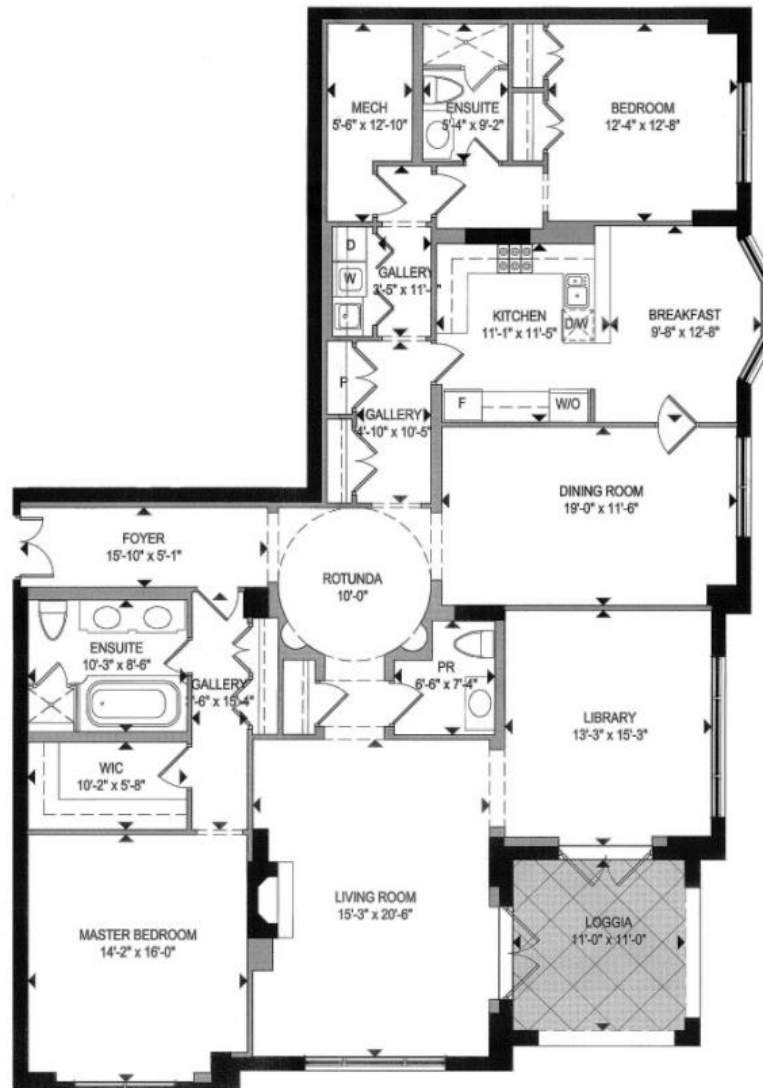 MECH
5'-6" x 12'-10"
ENSUITE
5'-4" x 9'-2"
BEDROOM
12'-4" x 12'-8"
D
W
GALLERY
KITCHEN
11'-1" x 11'-5"
D/W
BREAKFAST
9'-8" x 12'-8"
P
GALLERY
4'-10" x 10'-5"
F
W/O
DINING ROOM
19'-0" x 11'-6"
FOYER
15'-10" x 5'-1"
ROTUNDA
10'-0"
ENSUITE
10'-3" x 8'-6"
GALLERY
PR
6'-6" x 7'-4"
LIBRARY
13'-3" x 15'-3"
WIC
10'-2" x 5'-8"
LIVING ROOM
15'-3" x 20'-6"
MASTER BEDROOM
14'-2" x 16'-0"
LOGGIA
11'-0" x 11'-0"